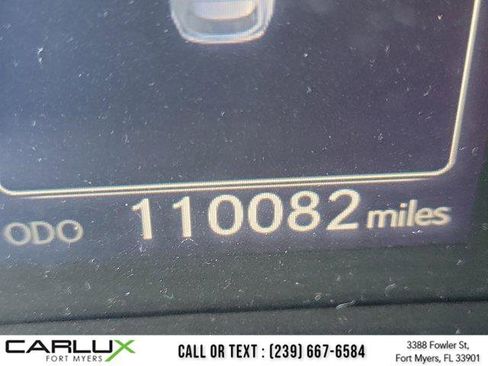 ODO 110082 miles
CARLUX
FORT MYERS
CALL OR TEXT : (239) 667-6584
3388 Fowler St,
Fort Myers, FL 33901